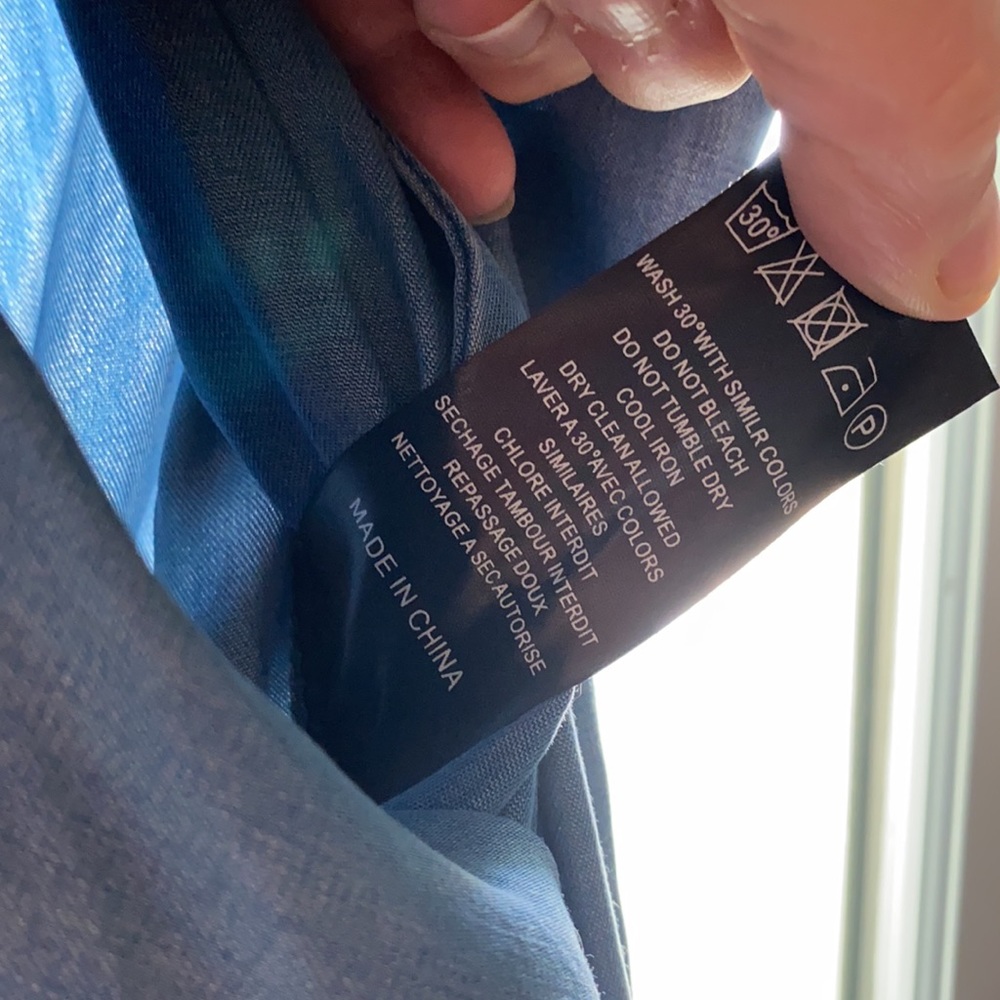 30°
P
WASH 30°WITH SIMILR COLORS
DO NOT BLEACH
DO NOT TUMBLE DRY
COOL IRON
DRY CLEAN ALLOWED
LAVER A 30°AVEC COLORS
SIMILAIRES
CHLORE INTERDIT
SECHAGE TAMBOUR INTERDIT
REPASSAGE DOUX
NETTOYAGE A SEC AUTORISE
MADE IN CHINA